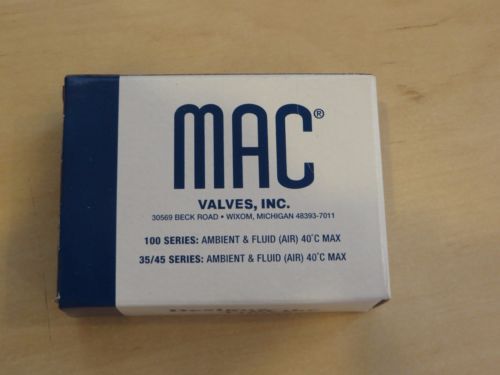 MAC®
VALVES, INC.
30569 BECK ROAD • WIXOM, MICHIGAN 48393-7011
100 SERIES: AMBIENT & FLUID (AIR) 40°C MAX
35/45 SERIES: AMBIENT & FLUID (AIR) 40°C MAX